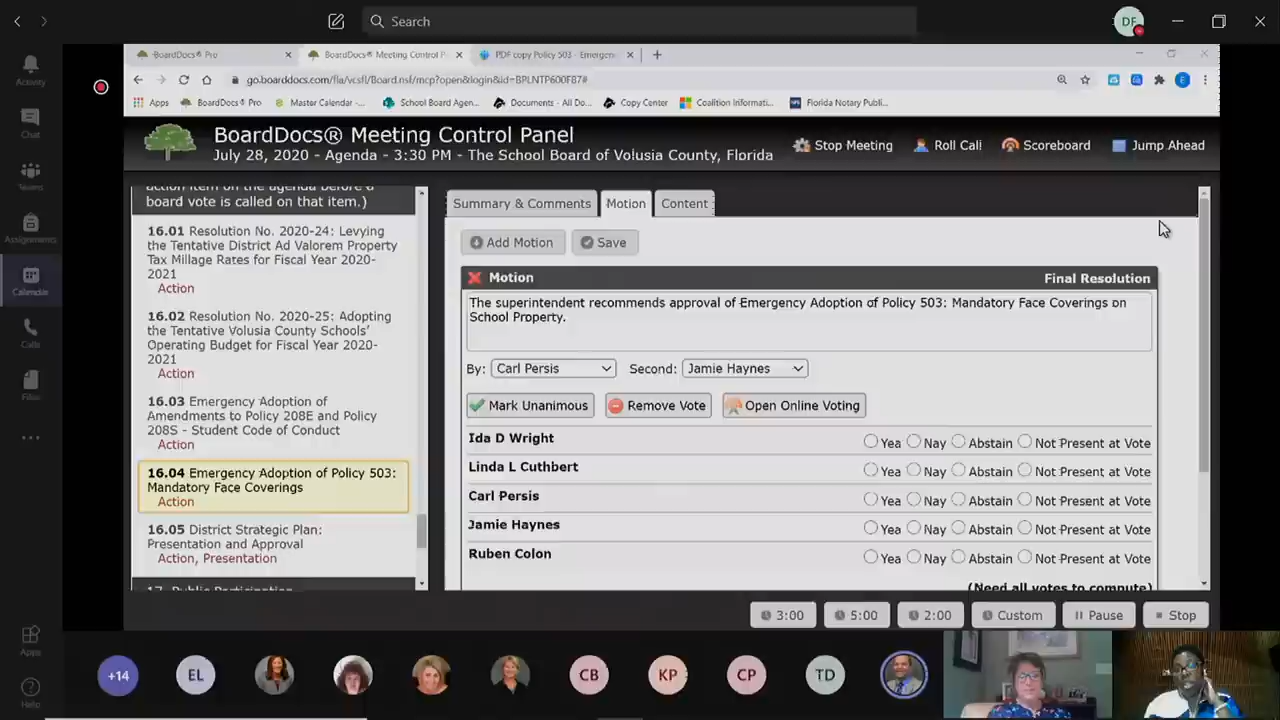 Search
DF
Activity
Chat
Teams
Assignments
Calendar
Calls
Files
Apps
Help
BoardDocs® Pro
BoardDocs® Meeting Control P
PDF copy Policy 503 - Emergen
go.boarddocs.com/fla/vcsfl/Board.nsf/mcp?open&login&id=BPLNTP600F87#
Apps
BoardDocs® Pro
Master Calendar -...
School Board Agen...
Documents - All Do...
Copy Center
Coalition Informati...
Florida Notary Publi...
BoardDocs® Meeting Control Panel
July 28, 2020 - Agenda - 3:30 PM - The School Board of Volusia County, Florida
Stop Meeting
Roll Call
Scoreboard
Jump Ahead
action item on the agenda before a
board vote is called on that item.)
16.01 Resolution No. 2020-24: Levying
the Tentative District Ad Valorem Property
Tax Millage Rates for Fiscal Year 2020-
2021
Action
16.02 Resolution No. 2020-25: Adopting
the Tentative Volusia County Schools'
Operating Budget for Fiscal Year 2020-
2021
Action
16.03 Emergency Adoption of
Amendments to Policy 208E and Policy
208S - Student Code of Conduct
Action
16.04 Emergency Adoption of Policy 503:
Mandatory Face Coverings
Action
16.05 District Strategic Plan:
Presentation and Approval
Action, Presentation
17. Public Participation
Summary & Comments
Motion
Content
Add Motion
Save
Motion
Final Resolution
The superintendent recommends approval of Emergency Adoption of Policy 503: Mandatory Face Coverings on
School Property.
By: Carl Persis Second: Jamie Haynes
Mark Unanimous
Remove Vote
Open Online Voting
Ida D Wright Yea Nay Abstain Not Present at Vote
Linda L Cuthbert Yea Nay Abstain Not Present at Vote
Carl Persis Yea Nay Abstain Not Present at Vote
Jamie Haynes Yea Nay Abstain Not Present at Vote
Ruben Colon Yea Nay Abstain Not Present at Vote
(Need all votes to compute)
3:00
5:00
2:00
Custom
Pause
Stop
+14
EL
CB
KP
CP
TD